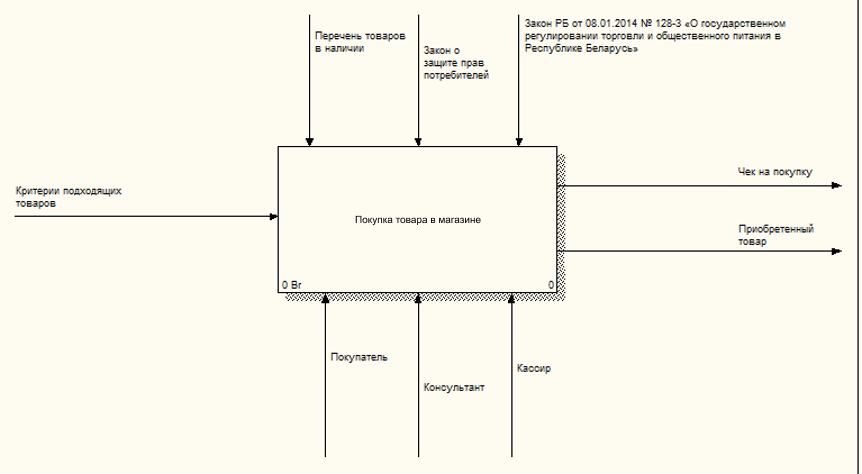 Перечень товаров
в наличии
Закон о
защите прав
потребителей
Закон РБ от 08.01.2014 № 128-З «О государственном
регулировании торговли и общественного питания в
Республике Беларусь»
Критерии подходящих
товаров
Покупка товара в магазине
0 Br
0
Чек на покупку
Приобретенный
товар
Покупатель
Консультант
Кассир